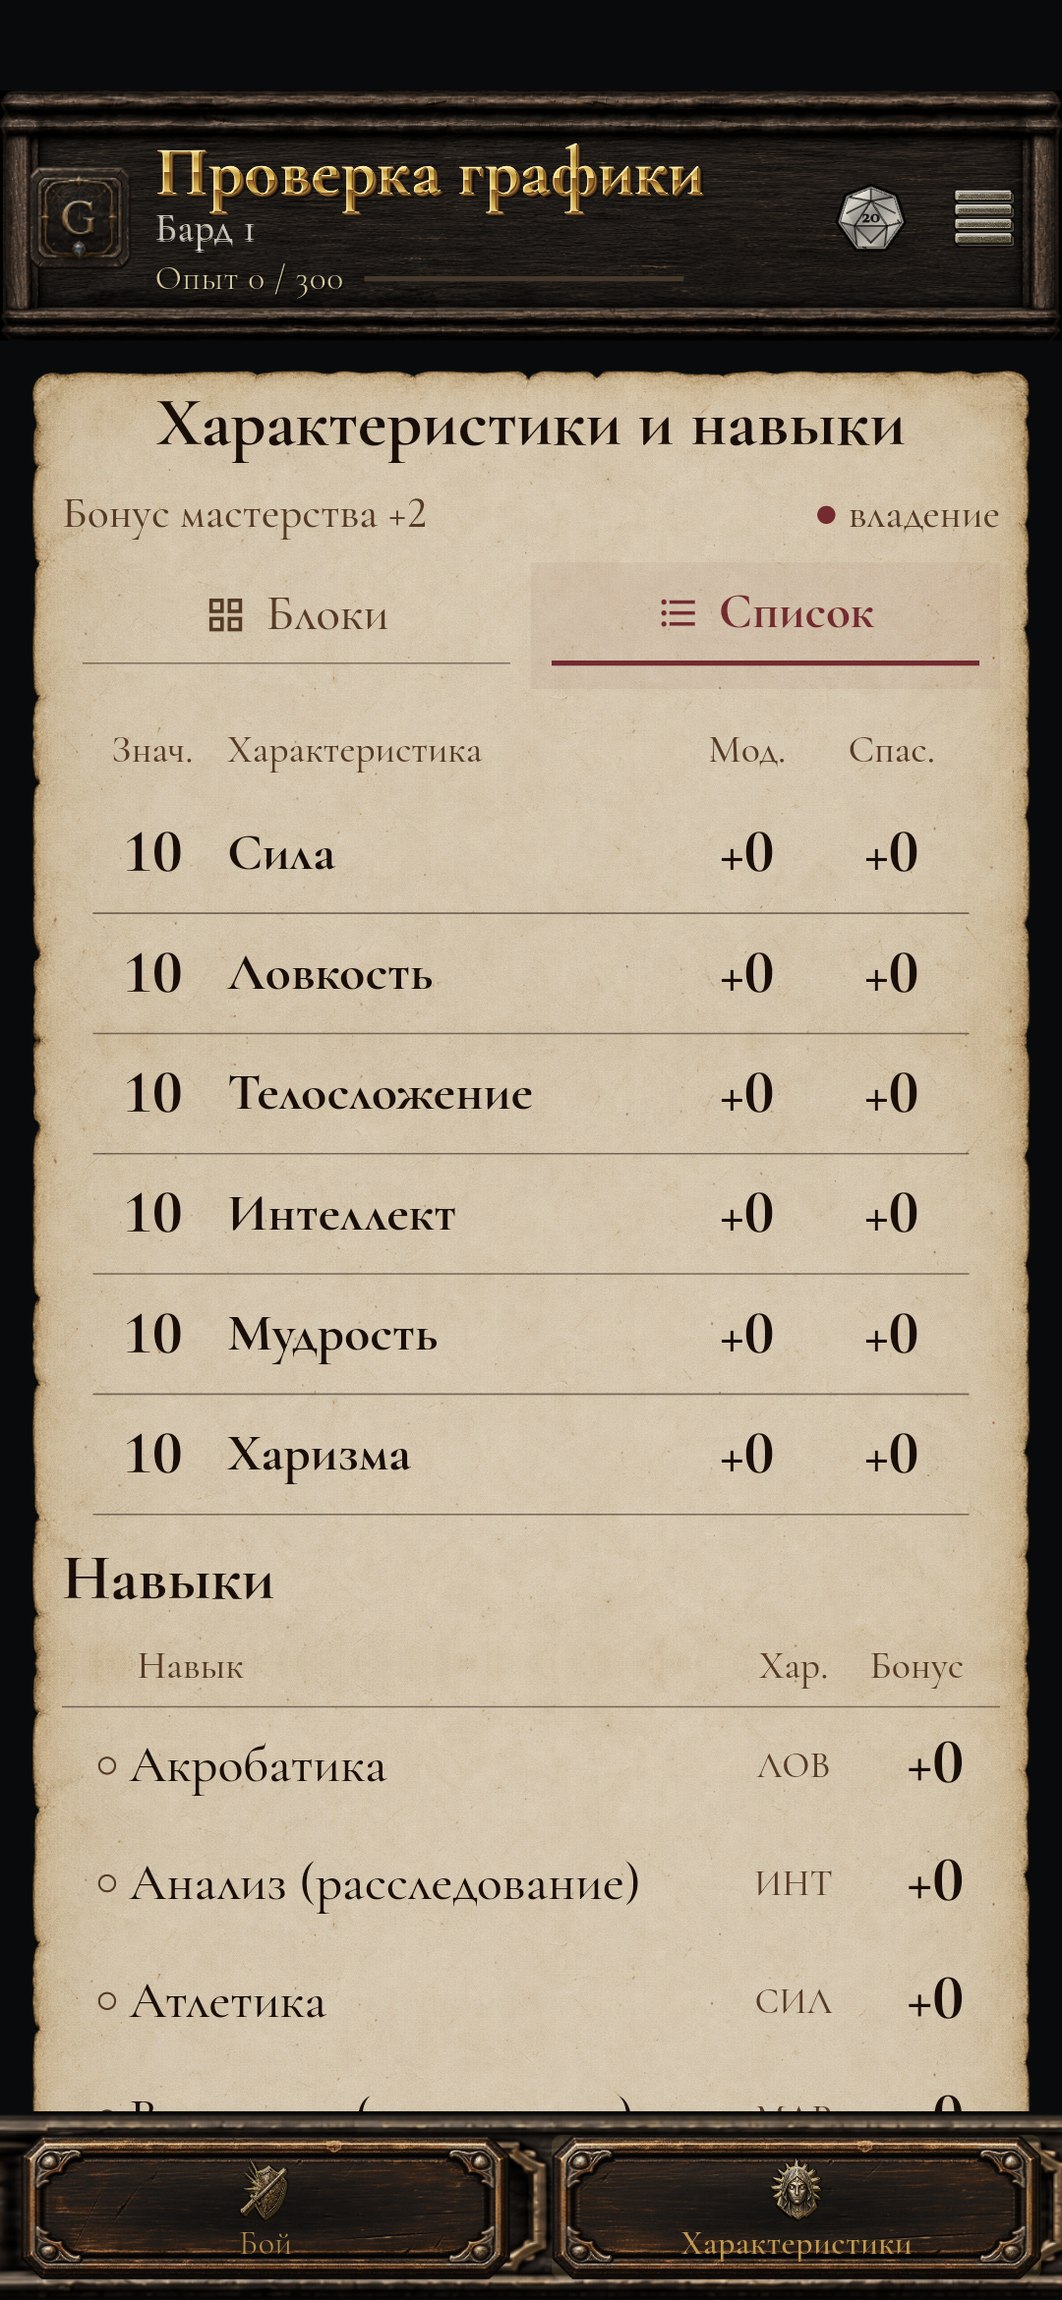 G
Проверка графики
Бард 1
Опыт 0 / 300
20
Характеристики и навыки
Бонус мастерства +2
владение
Блоки
Список
Знач. Характеристика Мод. Спас.
10 Сила +0 +0
10 Ловкость +0 +0
10 Телосложение +0 +0
10 Интеллект +0 +0
10 Мудрость +0 +0
10 Харизма +0 +0
Навыки
Навык Хар. Бонус
Акробатика ЛОВ +0
Анализ (расследование) ИНТ +0
Атлетика СИЛ +0
Бой
Характеристики